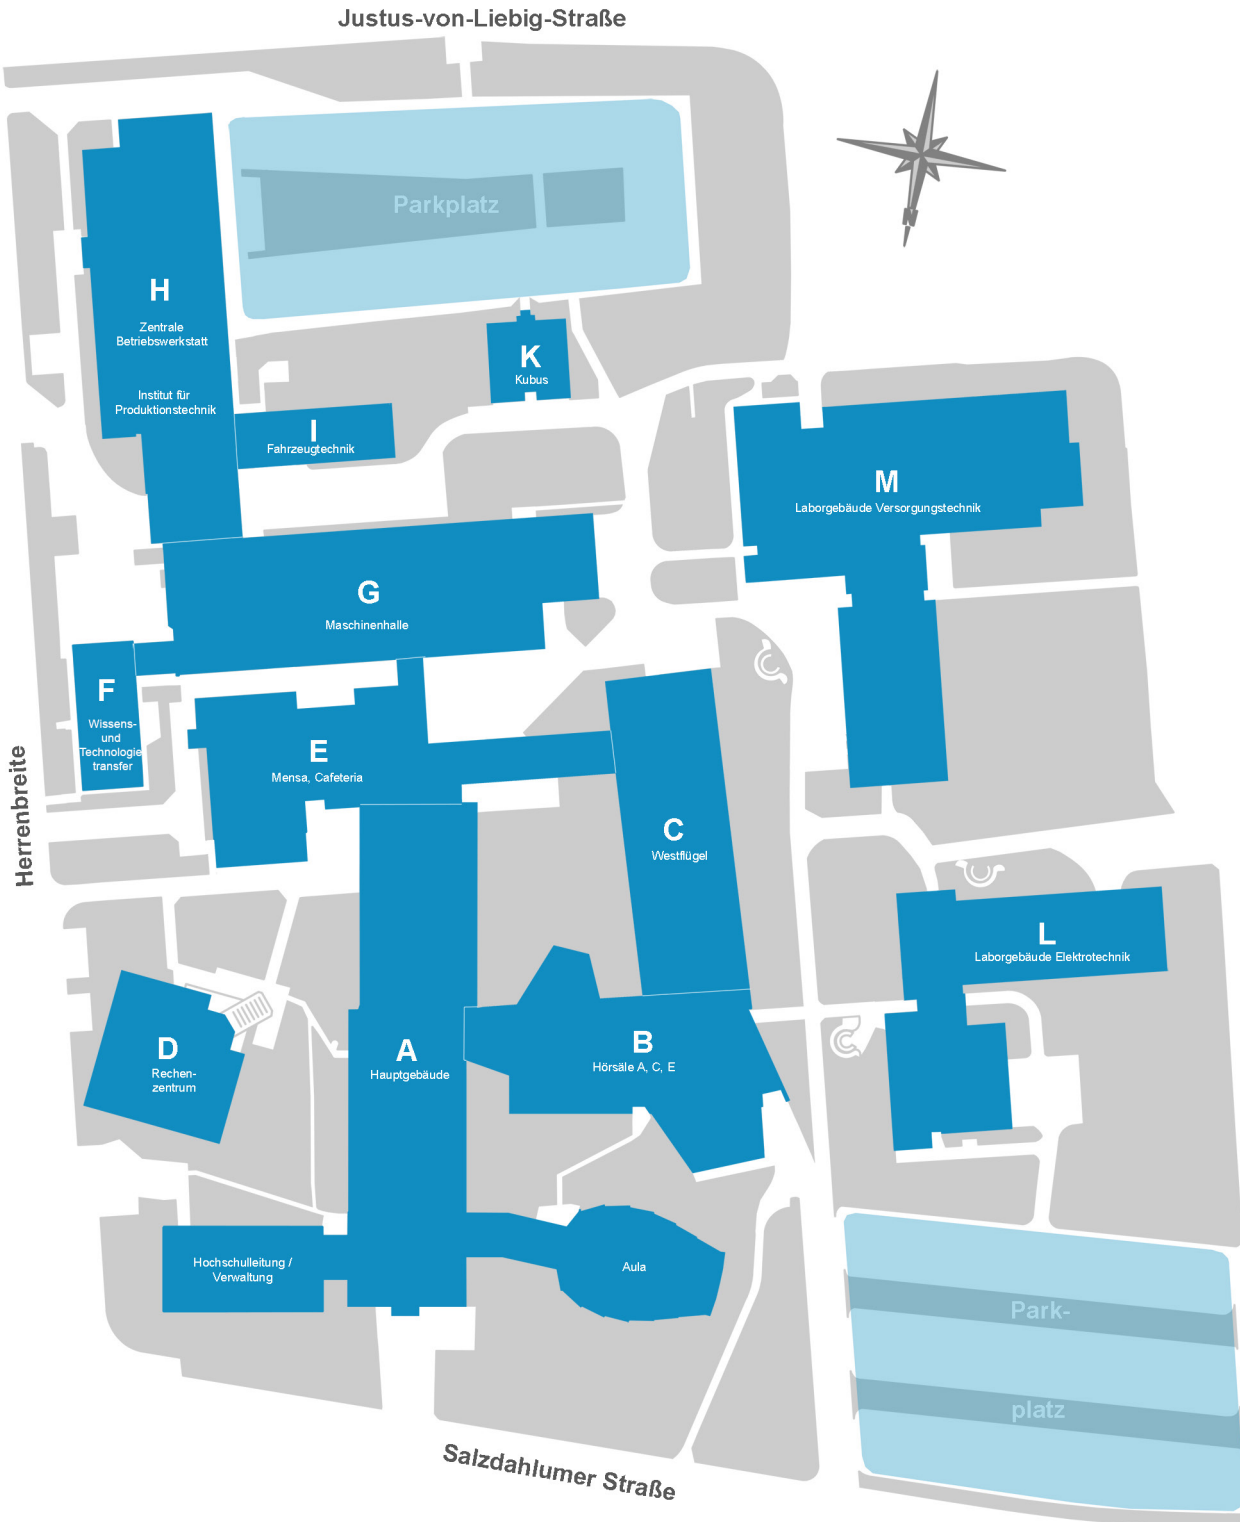 Justus-von-Liebig-Straße
Parkplatz
H
Zentrale
Betriebswerkstatt
Institut für
Produktionstechnik
K
Kubus
I
Fahrzeugtechnik
M
Laborgebäude Versorgungstechnik
G
Maschinenhalle
F
Wissens-
und
Technologie
transfer
E
Mensa, Cafeteria
Herrenbreite
C
Westflügel
L
Laborgebäude Elektrotechnik
D
Rechen-
zentrum
A
Hauptgebäude
B
Hörsäle A, C, E
Hochschulleitung /
Verwaltung
Aula
Park-
platz
Salzdahlumer Straße